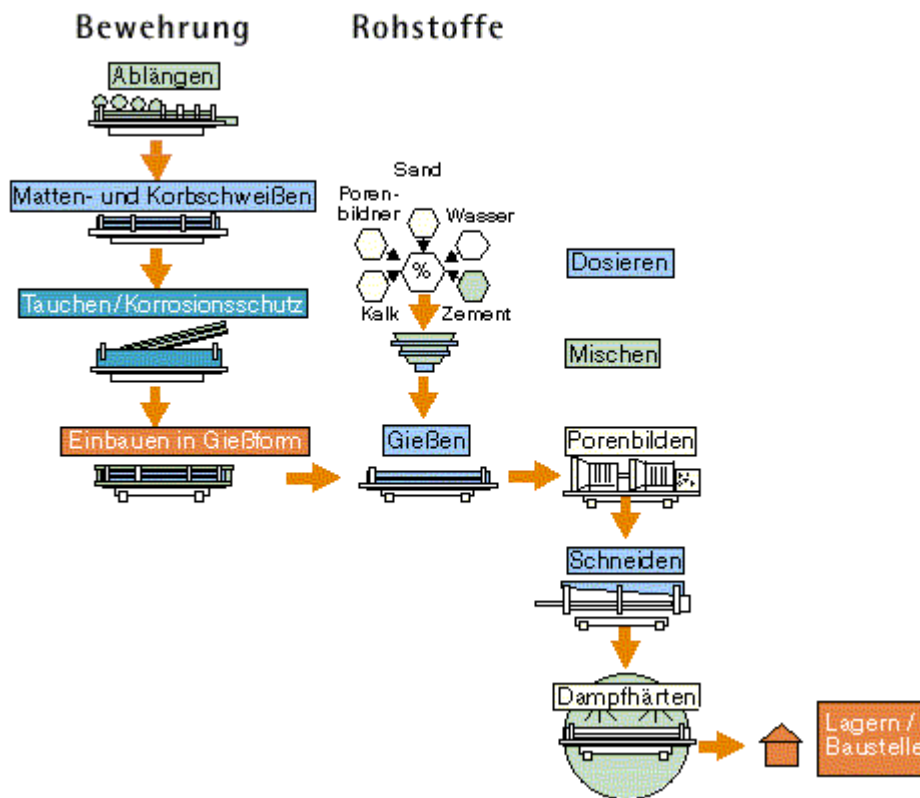 Bewehrung
Rohstoffe
Ablängen
Matten- und Korbschweißen
Tauchen/Korrosionsschutz
Einbauen in Gießform
Sand
Poren-
bildner
Wasser
%
Kalk
Zement
Dosieren
Mischen
Gießen
Porenbilden
Schneiden
Dampfhärten
Lagern /
Baustelle